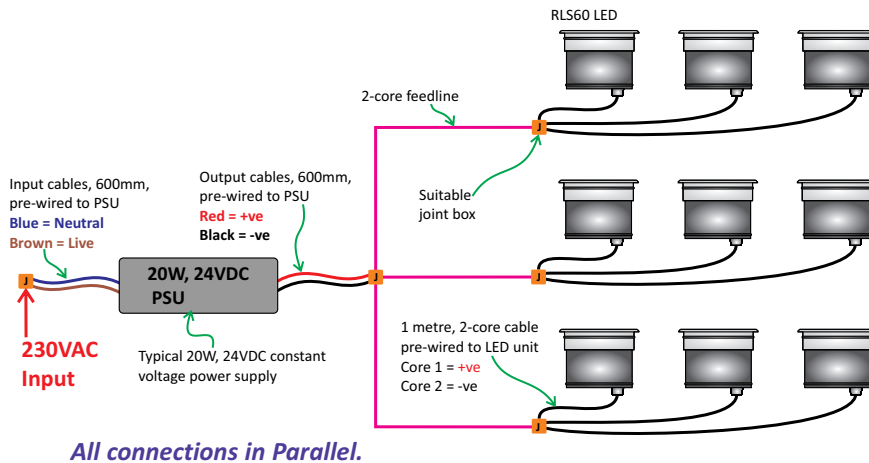 RLS60 LED
2-core feedline
J
Suitable
joint box
Input cables, 600mm,
pre-wired to PSU
Blue = Neutral
Brown = Live
Output cables, 600mm,
pre-wired to PSU
Red = +ve
Black = -ve
J
20W, 24VDC
PSU
J
J
230VAC
Input
Typical 20W, 24VDC constant
voltage power supply
1 metre, 2-core cable
pre-wired to LED unit
Core 1 = +ve
Core 2 = -ve
J
All connections in Parallel.